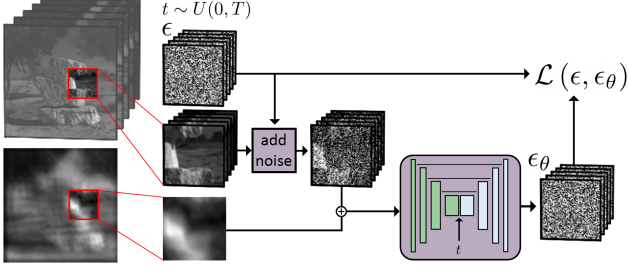 t ∼ U(0, T)
ϵ
add
noise
ℒ (ϵ, ϵ_θ)
ϵ_θ
t